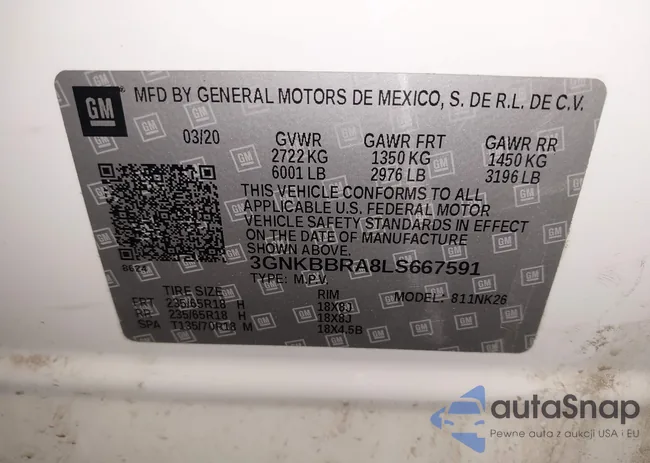 GM MFD BY GENERAL MOTORS DE MEXICO, S. DE R.L. DE C.V.
03/20 GVWR GAWR FRT GAWR RR
2722 KG 1350 KG 1450 KG
6001 LB 2976 LB 3196 LB
THIS VEHICLE CONFORMS TO ALL
APPLICABLE U.S. FEDERAL MOTOR
VEHICLE SAFETY STANDARDS IN EFFECT
ON THE DATE OF MANUFACTURE
SHOWN ABOVE.
8624
3GNKBBRA8LS667591
TYPE: M.P.V. MODEL: 811NK26
TIRE SIZE RIM
FRT 235/65R18 H 18X8J
RR 235/65R18 H 18X8J
SPA T135/70R18 M 18X4.5B
autaSnap
Pewne auta z aukcji USA i EU